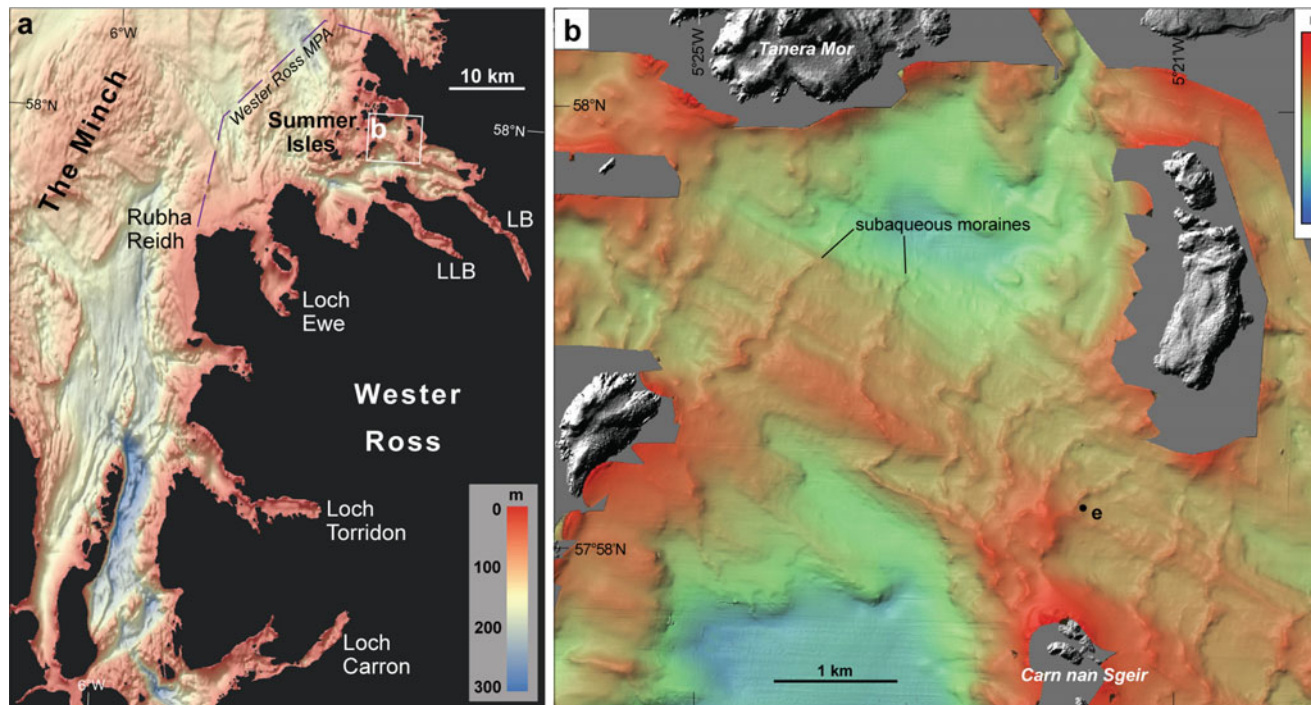 a
6°W
Wester Ross MPA
10 km
58°N
58°N
The Minch
Summer
Isles
b
Rubha
Reidh
LB
LLB
Loch
Ewe
Wester
Ross
m
0
100
200
300
Loch
Torridon
Loch
Carron
6°W
b
5°25'W
Tanera Mor
5°21'W
58°N
subaqueous moraines
e
57°58'N
1 km
Carn nan Sgeir